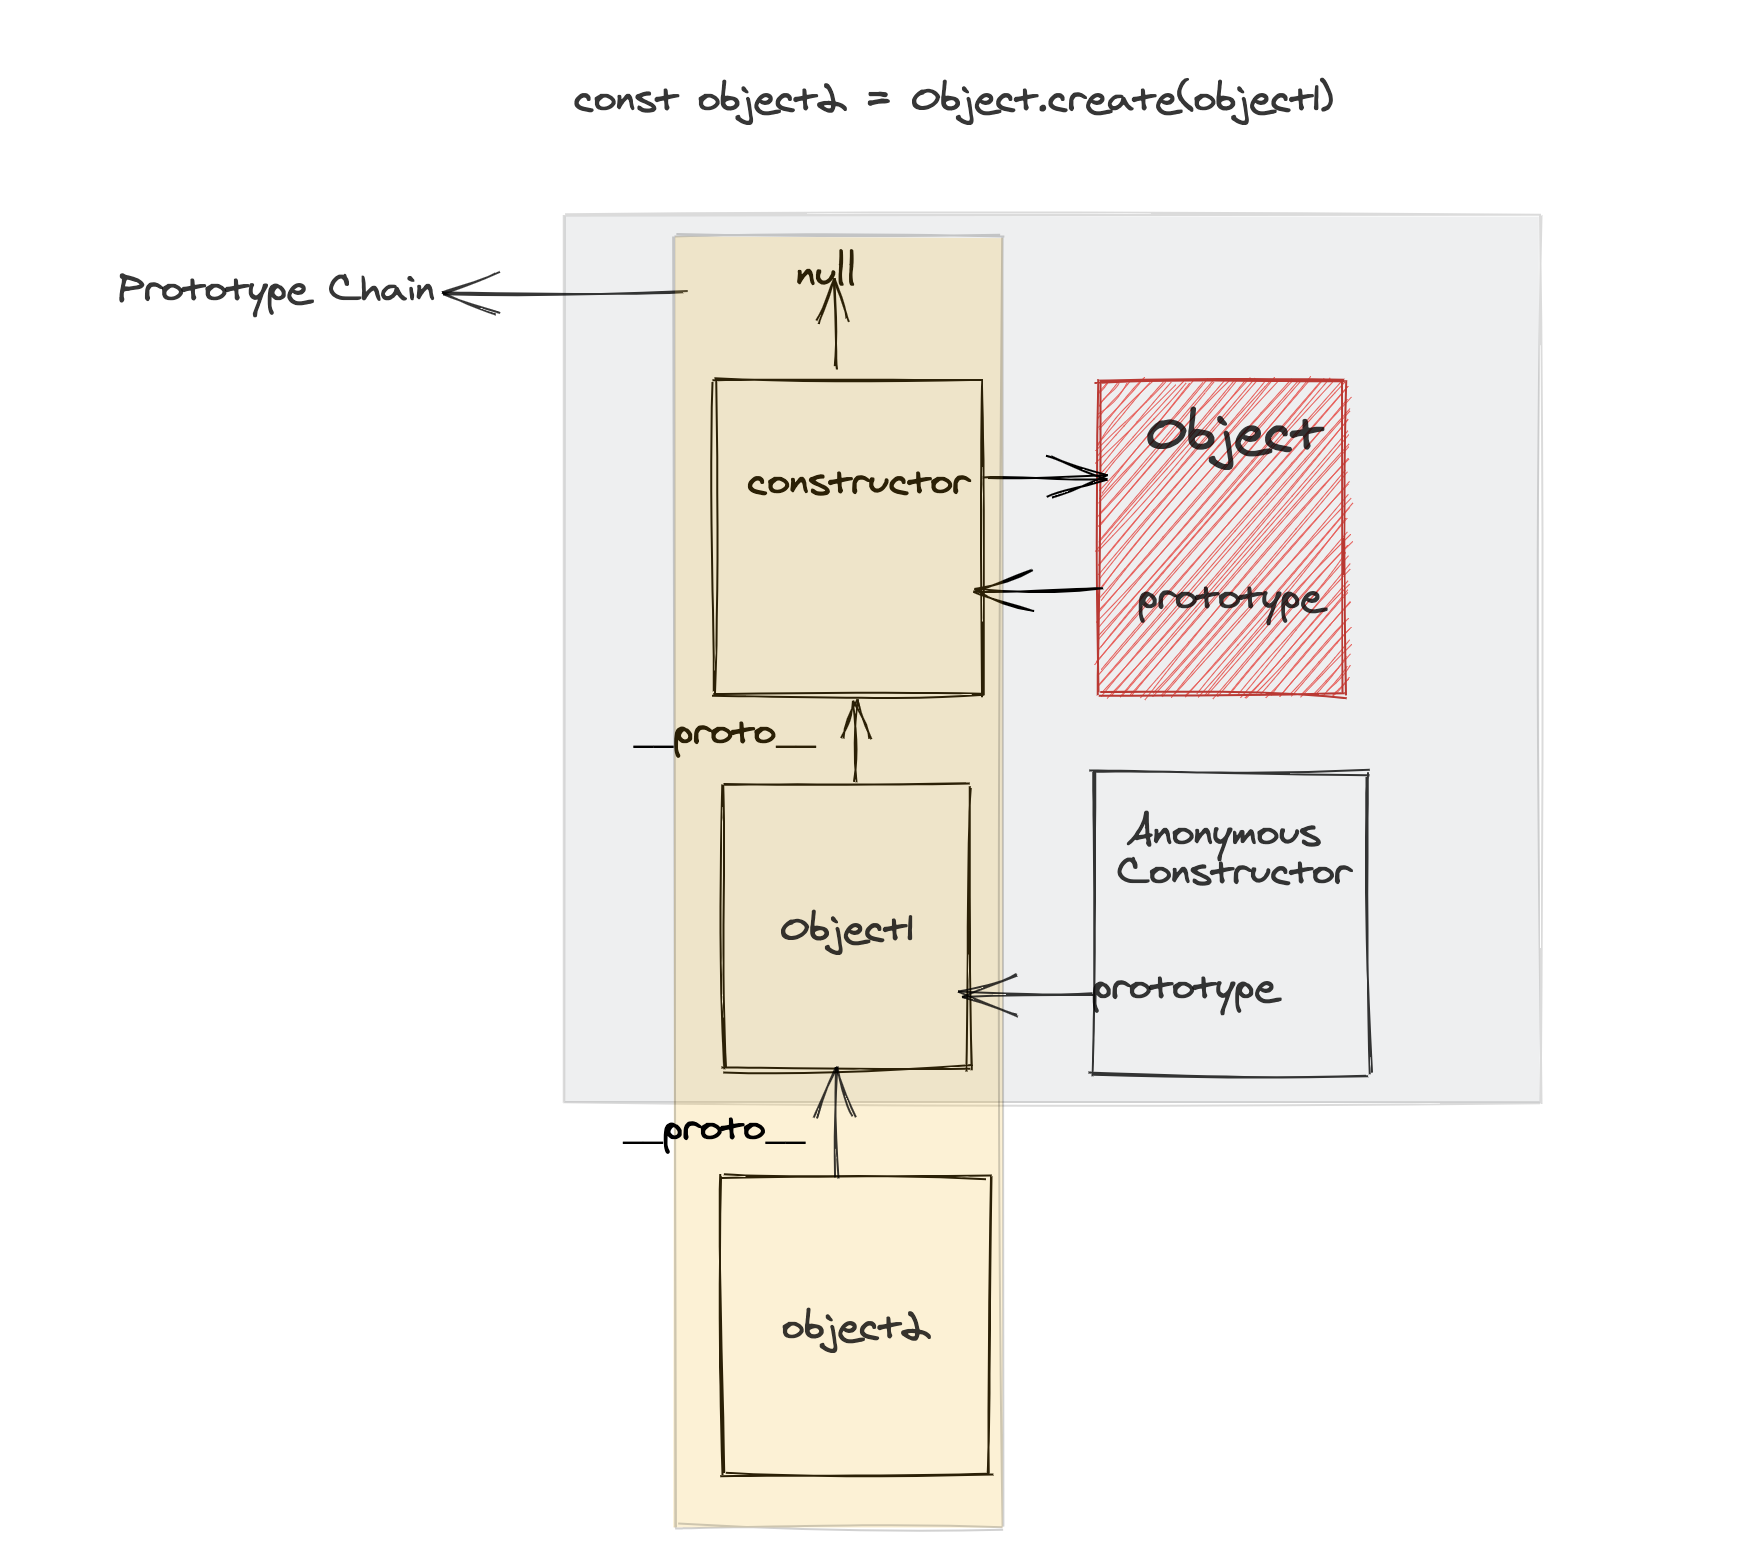 const object2 = Object.create(object1)
null
Prototype Chain
Object
constructor
prototype
__proto__
Anonymous
Constructor
Object1
prototype
__proto__
object2